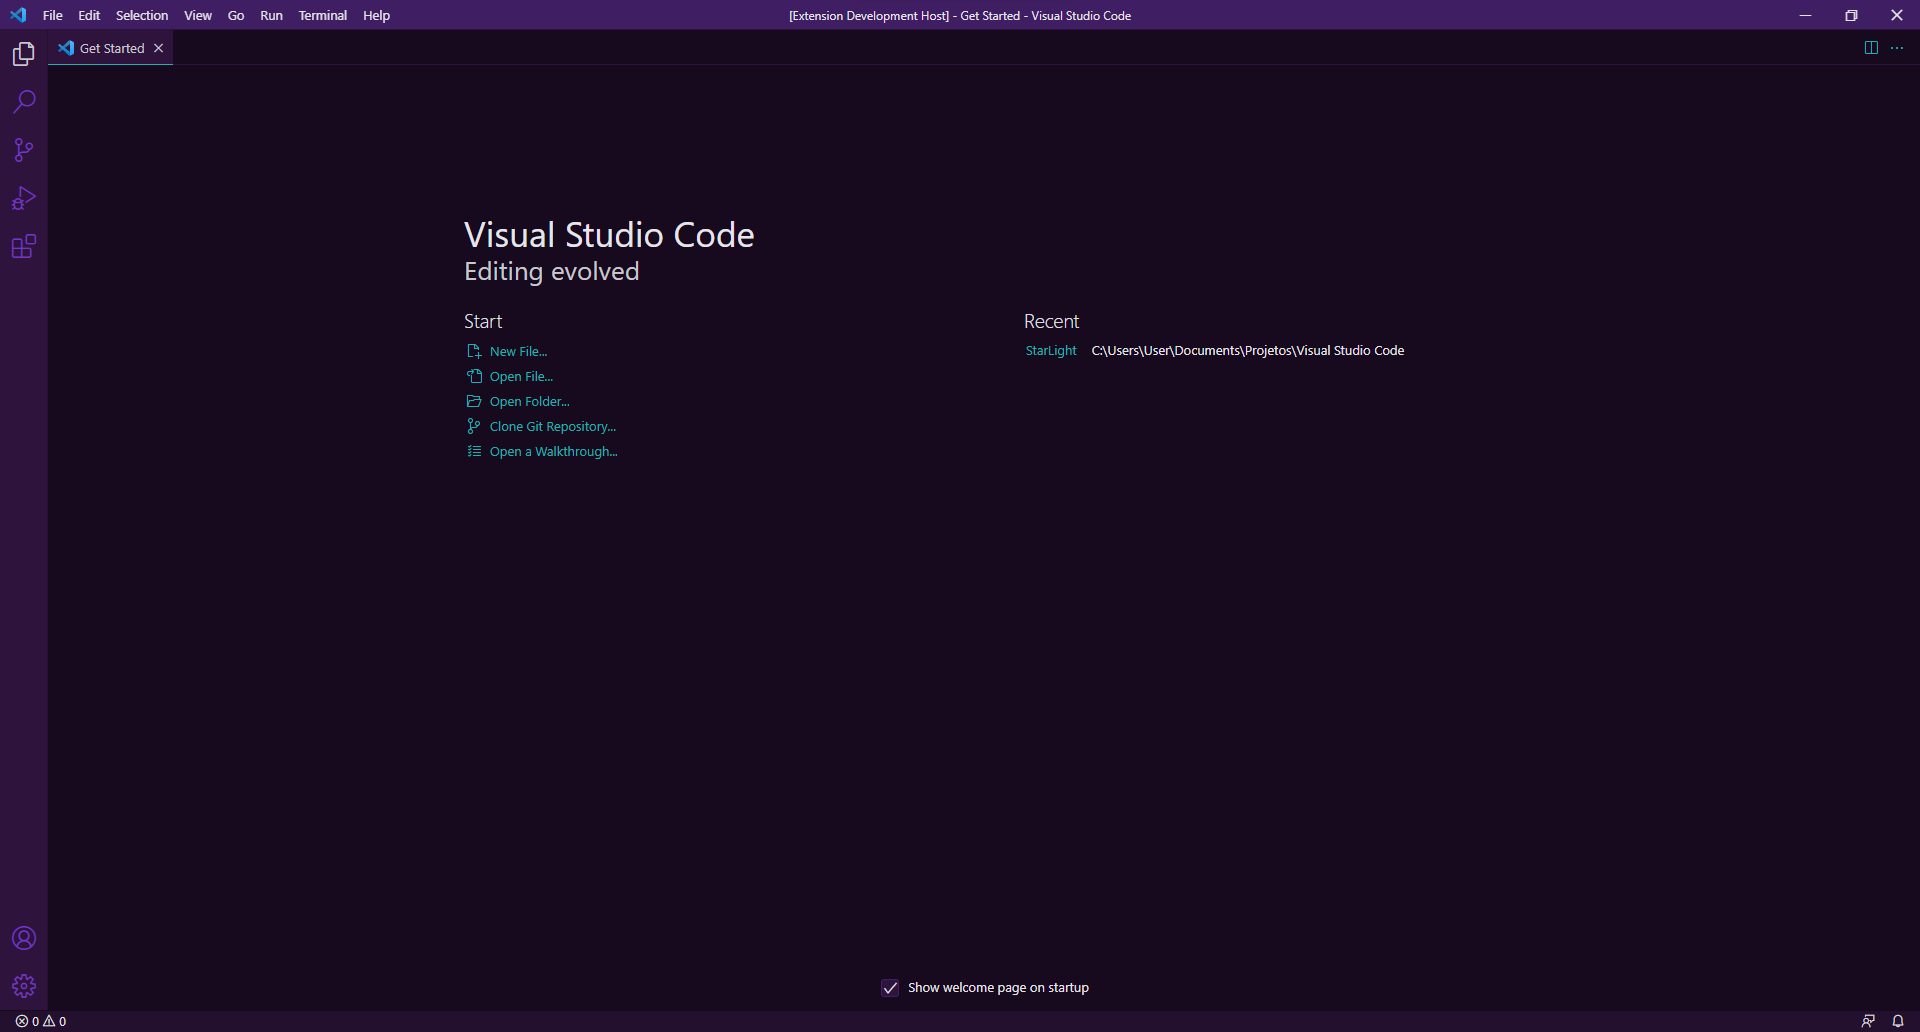 File Edit Selection View Go Run Terminal Help
[Extension Development Host] - Get Started - Visual Studio Code
Get Started
Visual Studio Code
Editing evolved
Start
New File...
Open File...
Open Folder...
Clone Git Repository...
Open a Walkthrough...
Recent
StarLight C:\Users\User\Documents\Projetos\Visual Studio Code
Show welcome page on startup
0 0